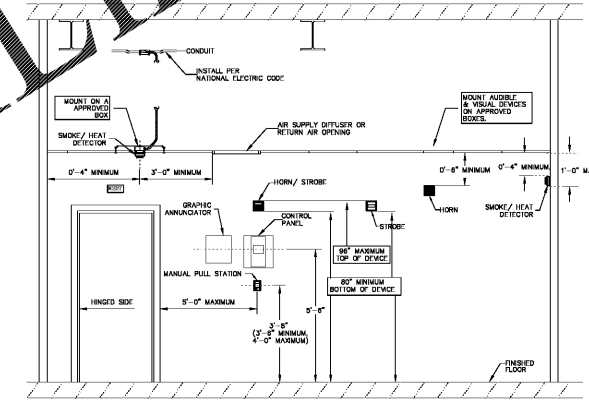 CONDUIT
INSTALL PER
NATIONAL ELECTRIC CODE
MOUNT ON A
APPROVED
BOX
SMOKE/ HEAT
DETECTOR
AIR SUPPLY DIFFUSER OR
RETURN AIR OPENING
MOUNT AUDIBLE
& VISUAL DEVICES
ON APPROVED
BOXES.
0'-4" MINIMUM
3'-0" MINIMUM
0'-6" MINIMUM
0'-4" MINIMUM,
1'-0" M
HORN/ STROBE
HORN
SMOKE/ HEAT
DETECTOR
GRAPHIC
ANNUNCIATOR
CONTROL
PANEL
STROBE
96" MAXIMUM
TOP OF DEVICE
MANUAL PULL STATION
80" MINIMUM
BOTTOM OF DEVICE
HINGED SIDE
5'-0" MAXIMUM
5'-6"
3'-6"
(3'-6" MINIMUM,
4'-0" MAXIMUM)
FINISHED
FLOOR